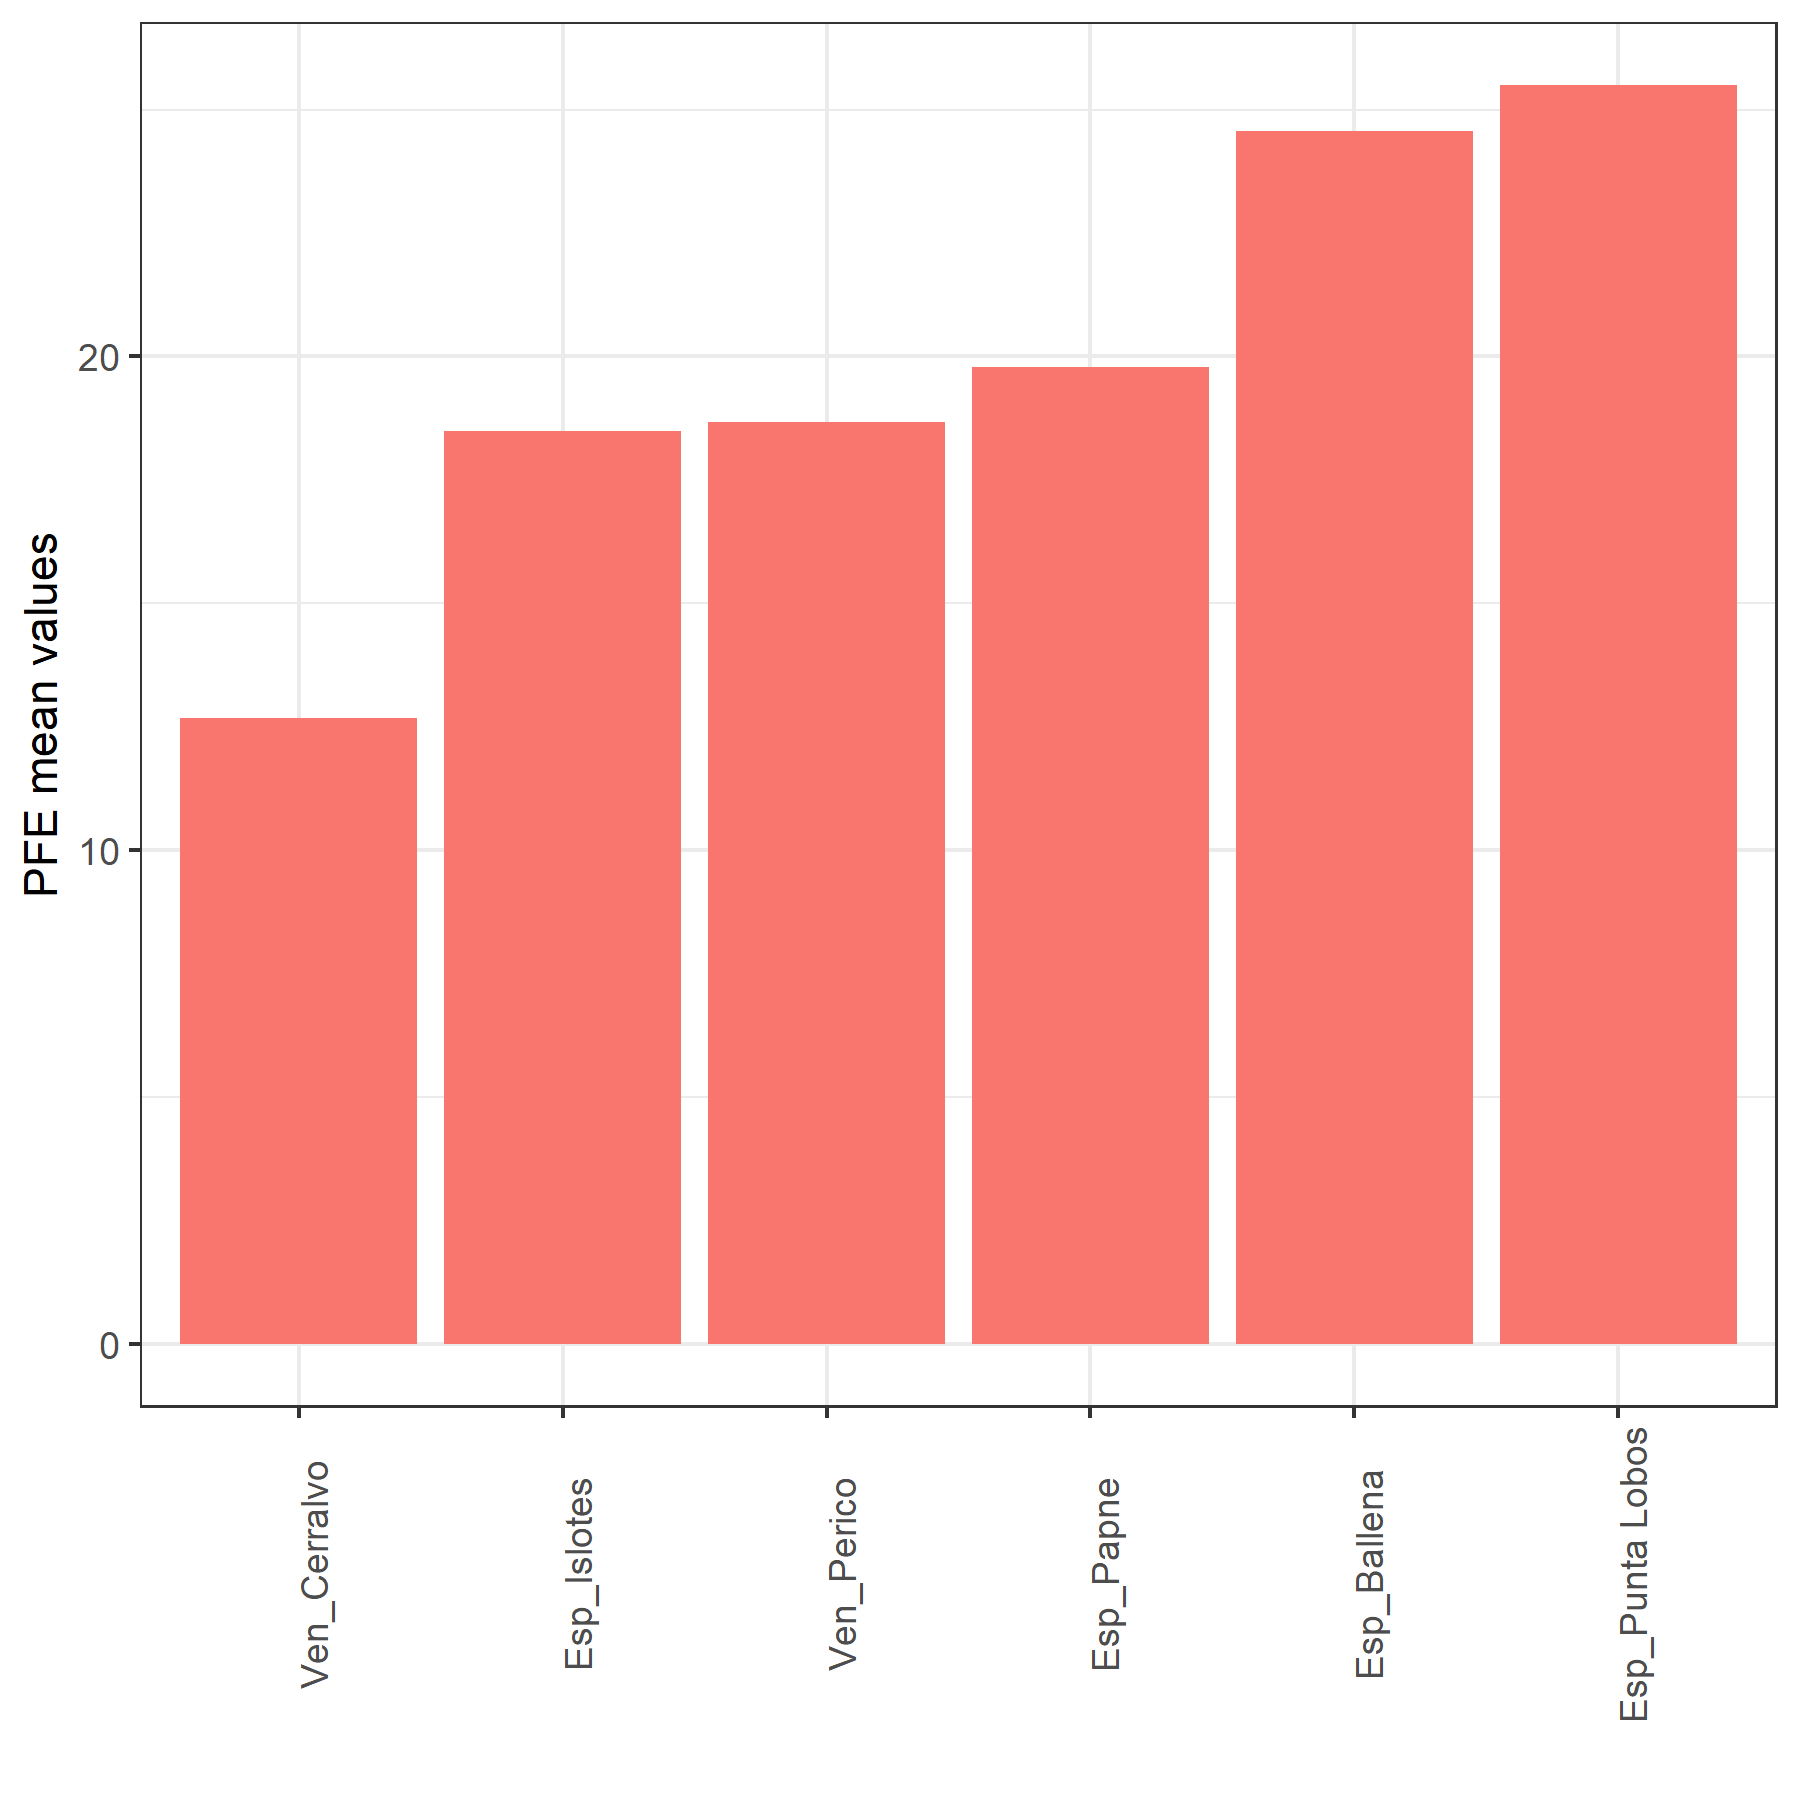 PFE mean values
20
10
0
Ven_Cerralvo
Esp_Islotes
Ven_Perico
Esp_Papne
Esp_Ballena
Esp_Punta Lobos